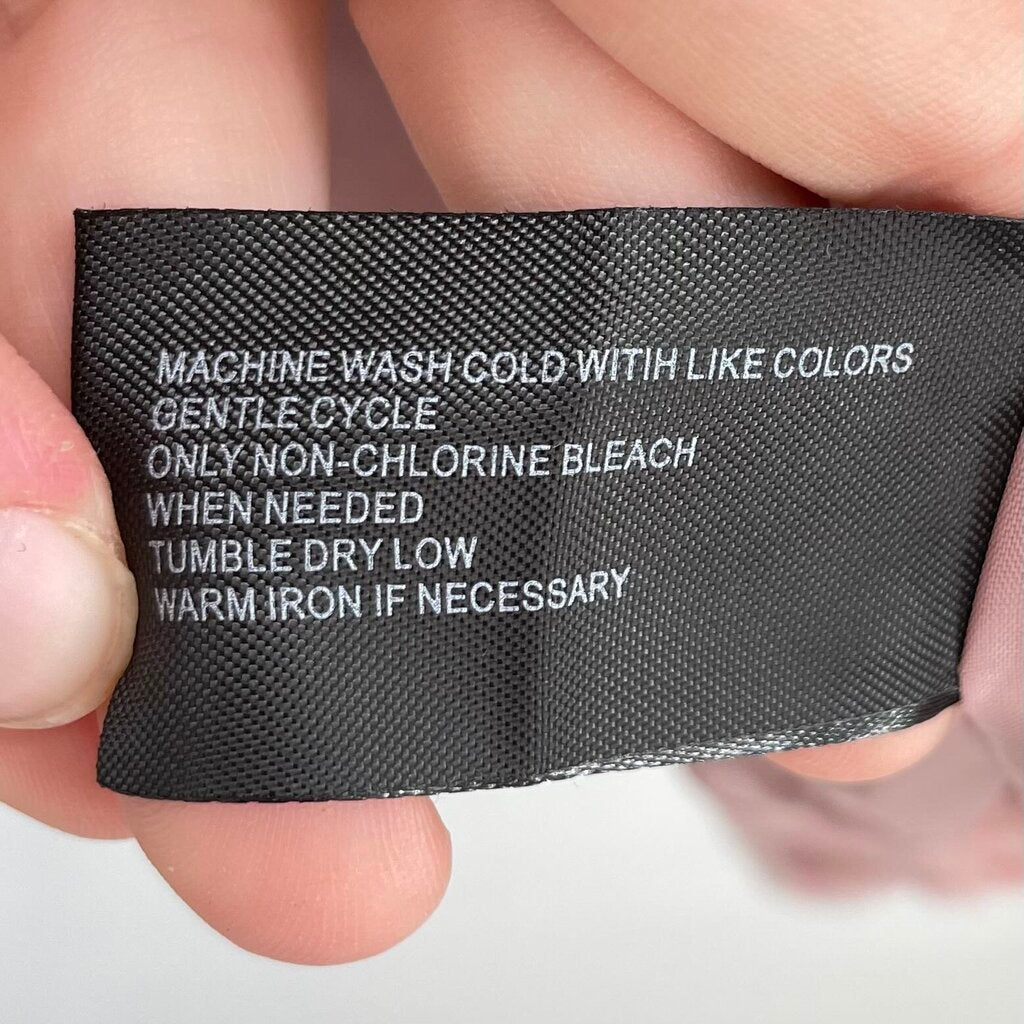 MACHINE WASH COLD WITIH LIKE COLORS
GENTLE CYCLE
ONLY NON-CHLORINE BLEACH
WHEN NEEDED
TUMBLE DRY LOW
WARM IRON IF NECESSARY